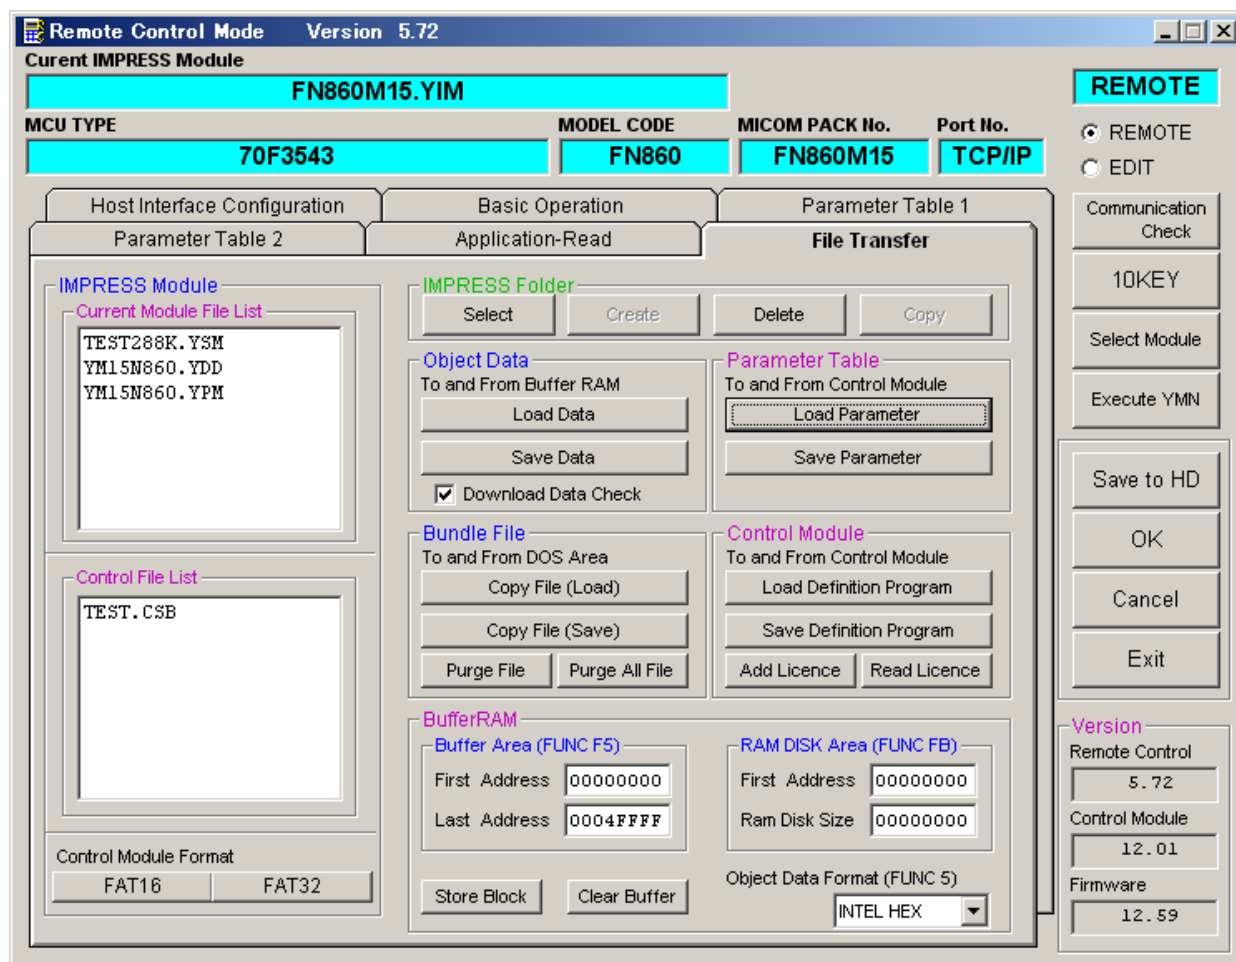 Remote Control Mode Version 5.72
Curent IMPRESS Module
FN860M15.YIM
MCU TYPE MODEL CODE MICOM PACK No. Port No.
70F3543 FN860 FN860M15 TCP/IP
REMOTE
REMOTE
EDIT
Host Interface Configuration Basic Operation Parameter Table 1
Parameter Table 2 Application-Read File Transfer
IMPRESS Module
Current Module File List
TEST288K.YSM
YM15N860.YDD
YM15N860.YPM
Control File List
TEST.CSB
Control Module Format
FAT16 FAT32
IMPRESS Folder
Select Create Delete Copy
Object Data
To and From Buffer RAM
Load Data
Save Data
Download Data Check
Parameter Table
To and From Control Module
Load Parameter
Save Parameter
Bundle File
To and From DOS Area
Copy File (Load)
Copy File (Save)
Purge File Purge All File
Control Module
To and From Control Module
Load Definition Program
Save Definition Program
Add Licence Read Licence
BufferRAM
Buffer Area (FUNC F5)
First Address 00000000
Last Address 0004FFFF
RAM DISK Area (FUNC FB)
First Address 00000000
Ram Disk Size 00000000
Store Block Clear Buffer
Object Data Format (FUNC 5)
INTEL HEX
Communication
Check
10KEY
Select Module
Execute YMN
Save to HD
OK
Cancel
Exit
Version
Remote Control
5.72
Control Module
12.01
Firmware
12.59